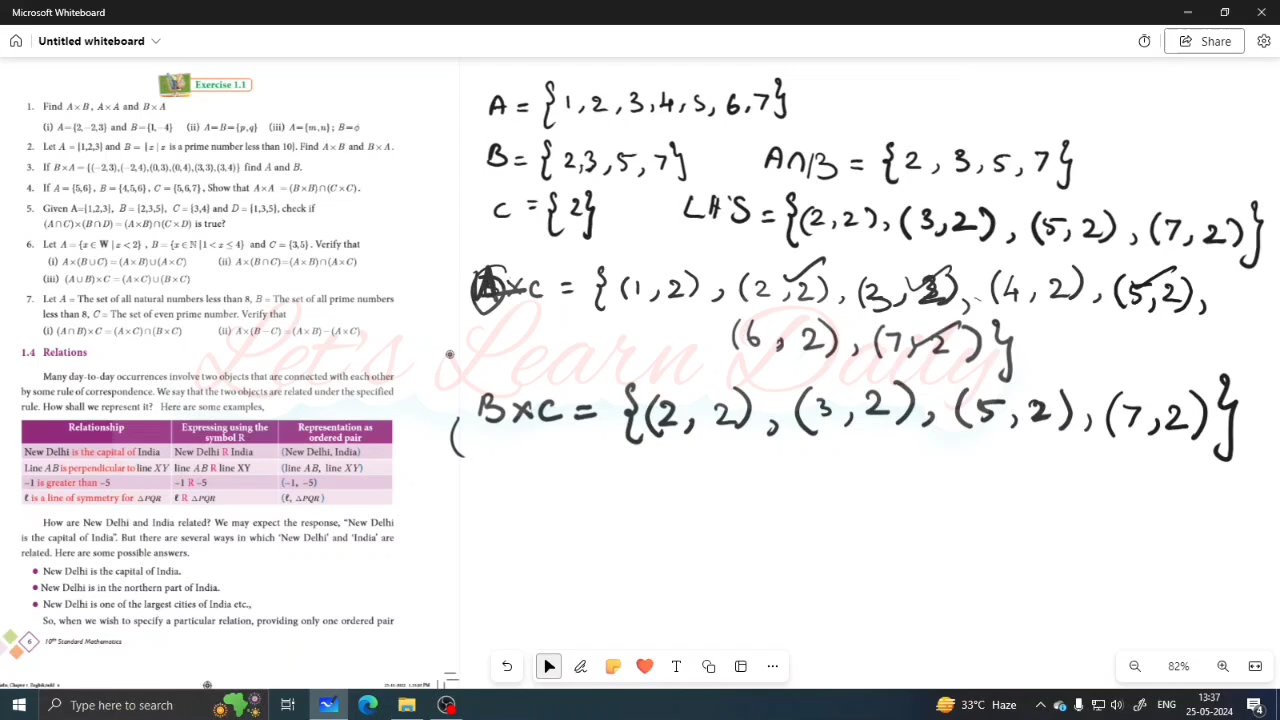 Microsoft Whiteboard
Untitled whiteboard
Share
Exercise 1.1
1. Find A×B, A×A and B×A
(i) A={2,−2,3} and B={1,−4} (ii) A=B={p,q} (iii) A={m,n}; B=ϕ
2. Let A = {1,2,3} and B = {x | x is a prime number less than 10}. Find A×B and B×A.
3. If B×A = {(−2,3),(−2,4),(0,3),(0,4),(3,3),(3,4)} find A and B.
4. If A = {5,6}, B = {4,5,6}, C = {5,6,7}, Show that A×A = (B×B)∩(C×C).
5. Given A={1,2,3}, B = {2,3,5}, C = {3,4} and D = {1,3,5}, check if
(A∩C)×(B∩D) = (A×B)∩(C×D) is true?
6. Let A = {x ∈ 𝕎 | x < 2}, B = {x ∈ ℕ | 1 < x ≤ 4} and C = {3,5}. Verify that
(i) A×(B∪C) = (A×B)∪(A×C) (ii) A×(B∩C)=(A×B)∩(A×C)
(iii) (A∪B)×C = (A×C)∪(B×C)
7. Let A = The set of all natural numbers less than 8, B = The set of all prime numbers
less than 8, C = The set of even prime number. Verify that
(i) (A∩B)×C = (A×C)∩(B×C) (ii) A×(B−C) = (A×B)−(A×C)
1.4 Relations
Many day-to-day occurrences involve two objects that are connected with each other
by some rule of correspondence. We say that the two objects are related under the specified
rule. How shall we represent it? Here are some examples,
Relationship Expressing using the symbol R Representation as ordered pair
New Delhi is the capital of India New Delhi R India (New Delhi, India)
Line AB is perpendicular to line XY line AB R line XY (line AB, line XY)
−1 is greater than −5 −1 R −5 (−1, −5)
ℓ is a line of symmetry for △PQR ℓ R △PQR (ℓ, △PQR)
How are New Delhi and India related? We may expect the response, "New Delhi
is the capital of India". But there are several ways in which 'New Delhi' and 'India' are
related. Here are some possible answers.
• New Delhi is the capital of India.
• New Delhi is in the northern part of India.
• New Delhi is one of the largest cities of India etc.,
So, when we wish to specify a particular relation, providing only one ordered pair
6 10th Standard Mathematics
A = {1, 2, 3, 4, 5, 6, 7}
B = {2, 3, 5, 7} A∩B = {2, 3, 5, 7}
C = {2} LHS = {(2, 2), (3, 2), (5, 2), (7, 2)}
A×C = {(1, 2), (2, 2), (3, 2), (4, 2), (5, 2),
(6, 2), (7, 2)}
B×C = {(2, 2), (3, 2), (5, 2), (7, 2)}
(
Let's Learn Daily
82%
Type here to search
33°C Haze
ENG
13:37
25-05-2024